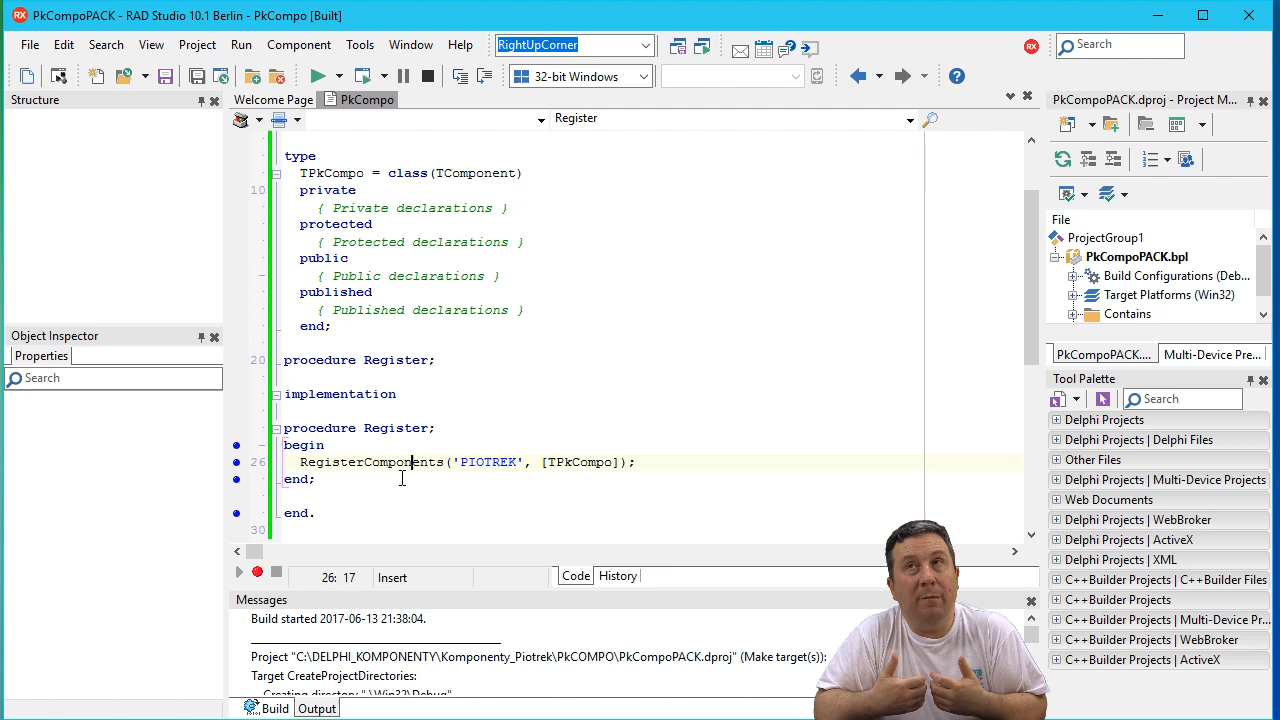 PkCompoPACK - RAD Studio 10.1 Berlin - PkCompo [Built]
File Edit Search View Project Run Component Tools Window Help RightUpCorner Search
32-bit Windows
Structure
Welcome Page PkCompo
PkCompoPACK.dproj - Project M...
Register
type
TPkCompo = class(TComponent)
10 private
{ Private declarations }
protected
{ Protected declarations }
public
{ Public declarations }
published
{ Published declarations }
end;
20 procedure Register;
implementation
procedure Register;
begin
26 RegisterComponents('PIOTREK', [TPkCompo]);
end;
end.
30
Object Inspector
Properties
Search
File
ProjectGroup1
PkCompoPACK.bpl
Build Configurations (Deb...
Target Platforms (Win32)
Contains
PkCompoPACK.... Multi-Device Pre...
Tool Palette
Search
Delphi Projects
Delphi Projects | Delphi Files
Other Files
Delphi Projects | Multi-Device Projects
Web Documents
Delphi Projects | WebBroker
Delphi Projects | ActiveX
Delphi Projects | XML
C++Builder Projects | C++Builder Files
C++Builder Projects
C++Builder Projects | Multi-Device Pr...
C++Builder Projects | WebBroker
C++Builder Projects | ActiveX
26: 17 Insert Code History
Messages
Build started 2017-06-13 21:38:04.
Project "C:\DELPHI_KOMPONENTY\Komponenty_Piotrek\PkCOMPO\PkCompoPACK.dproj" (Make target(s)):
Target CreateProjectDirectories:
Creating directory ".\Win32\Debug".
Build Output